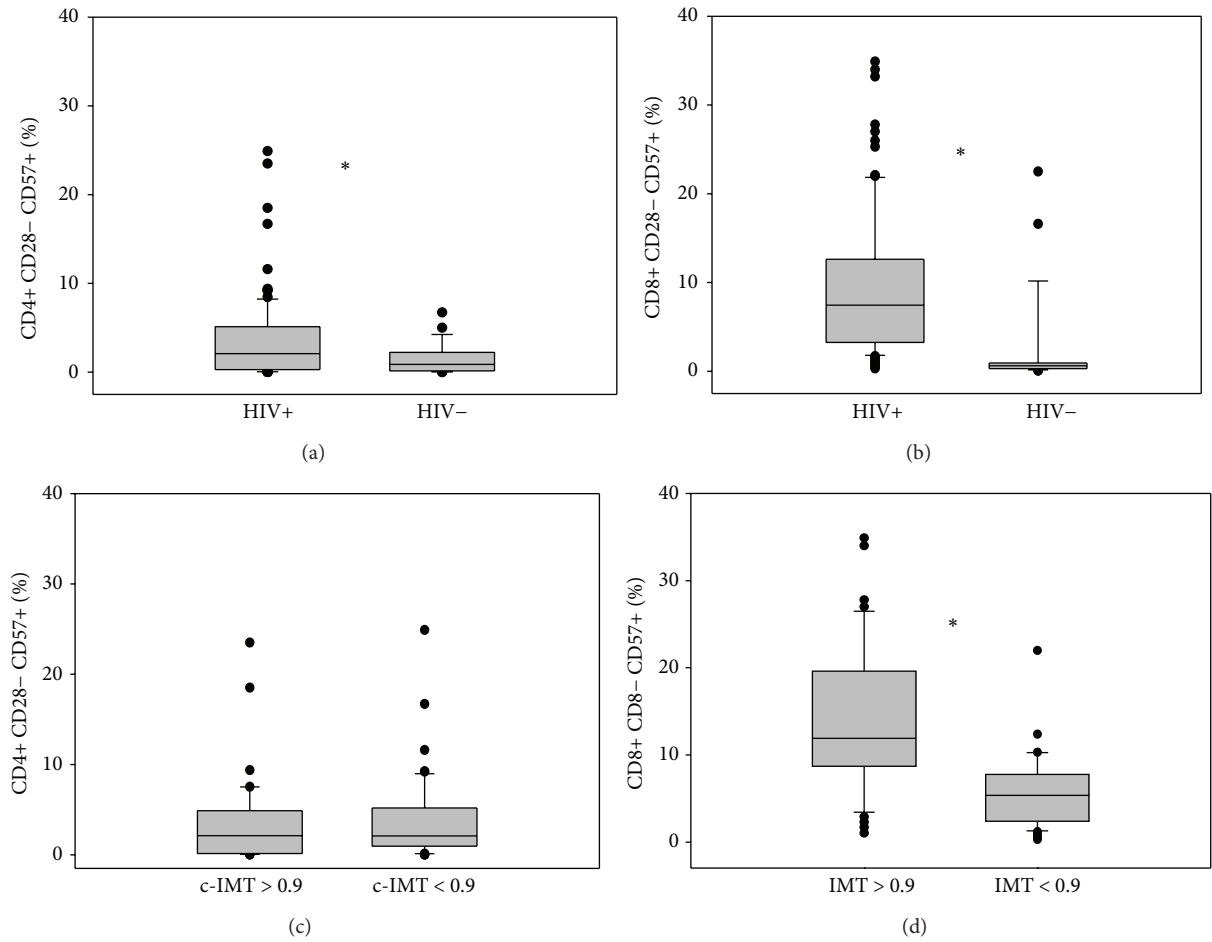 40
30
20
10
0
CD4+ CD28− CD57+ (%)
*
HIV+ HIV−
(a)
40
30
20
10
0
CD8+ CD28− CD57+ (%)
*
HIV+ HIV−
(b)
40
30
20
10
0
CD4+ CD28− CD57+ (%)
c-IMT > 0.9 c-IMT < 0.9
(c)
40
30
20
10
0
CD8+ CD8− CD57+ (%)
*
IMT > 0.9 IMT < 0.9
(d)